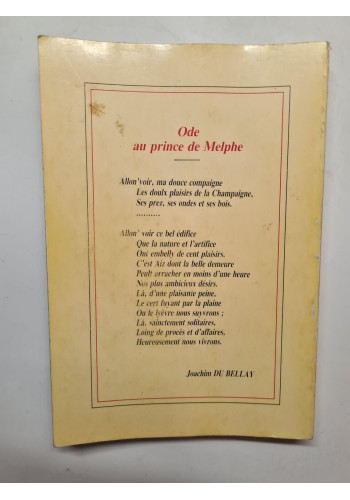 Ode
au prince de Melphe
Allon' voir, ma douce compaigne
Les doulx plaisirs de la Champaigne,
Ses prez, ses ondes et ses bois.
..........
Allon' voir ce bel édifice
Que la nature et l'artifice
Ont embelly de cent plaisirs.
C'est Aiz dont la belle demeure
Peult arracher en moins d'une heure
Nos plus ambicieux désirs.
Là, d'une plaisante peine,
Le cerf fuyant par la plaine
Ou le lyèvre nous suyvrons ;
Là, sainctement solitaires,
Loing de procès et d'affaires,
Heureusement nous vivrons.
Joachim DU BELLAY